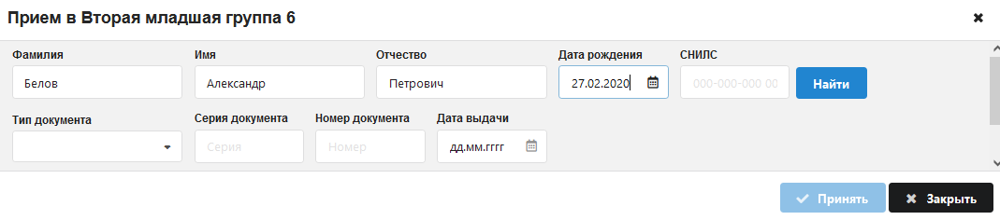 Прием в Вторая младшая группа 6
Фамилия Имя Отчество Дата рождения СНИЛС
Белов Александр Петрович 27.02.2020 000-000-000 00 Найти
Тип документа Серия документа Номер документа Дата выдачи
Серия Номер дд.мм.гггг
Принять Закрыть